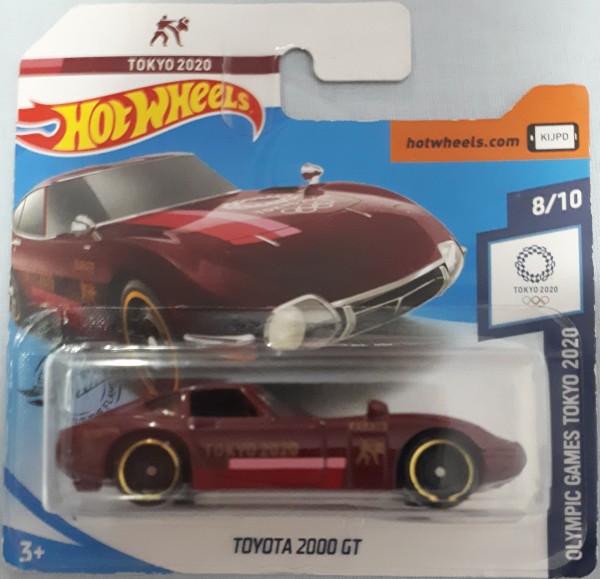 TOKYO 2020
HOT WHEELS
hotwheels.com
KIJPD
8/10
TOKYO 2020
OLYMPIC GAMES TOKYO 2020
TOKYO 2020
KARATE
3+
TOYOTA 2000 GT